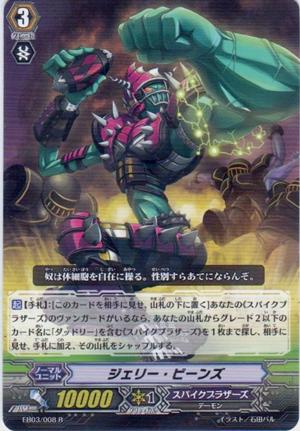 3
奴は体細胞を自在に操る。性別すらあてにならんぞ。
起【手札】:[このカードを相手に見せ、山札の下に置く]あなたの《スパイクブラザーズ》のヴァンガードがいるなら、あなたの山札からグレード2以下のカード名に「ダッドリー」を含む《スパイクブラザーズ》を1枚まで探し、相手に見せ、手札に加え、その山札をシャッフルする。
ノーマル
ユニット
ジェリー・ビーンズ
10000
1
クリティカル
スパイクブラザーズ
デーモン
EB03/008 R
イラスト/石田バル